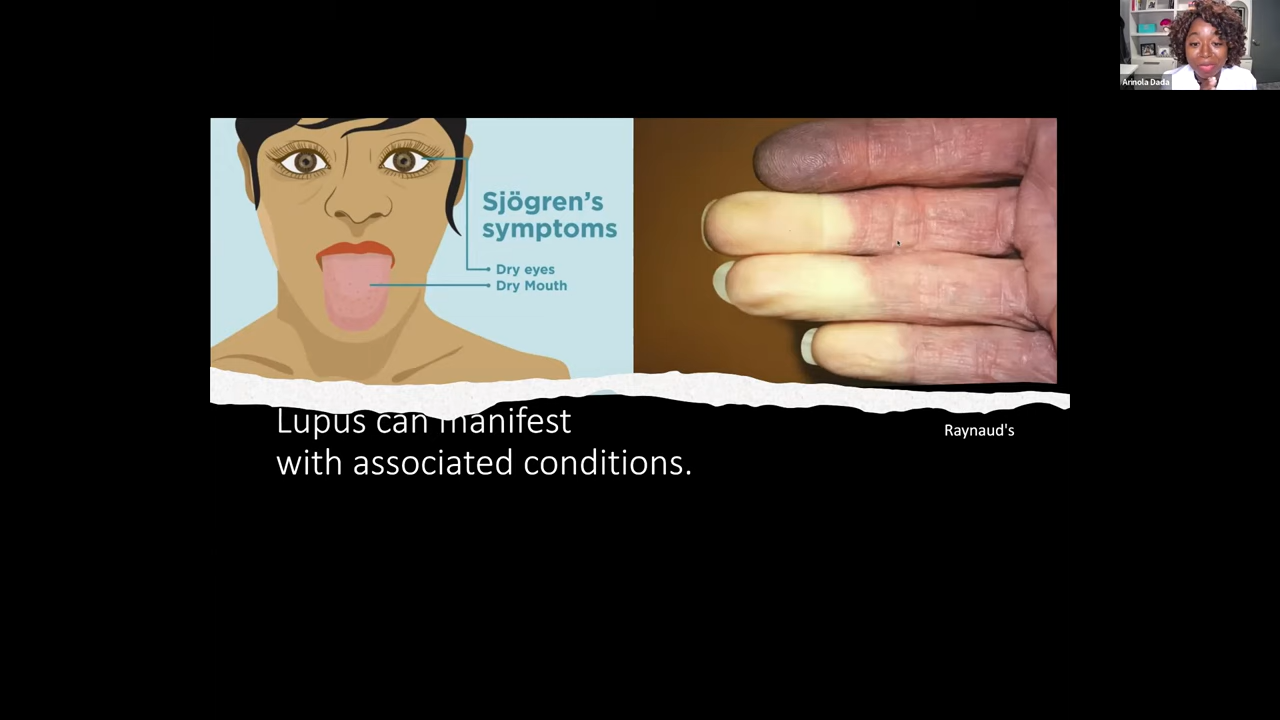 Arinola Dada
Sjögren's
symptoms
Dry eyes
Dry Mouth
Lupus can manifest
with associated conditions.
Raynaud's